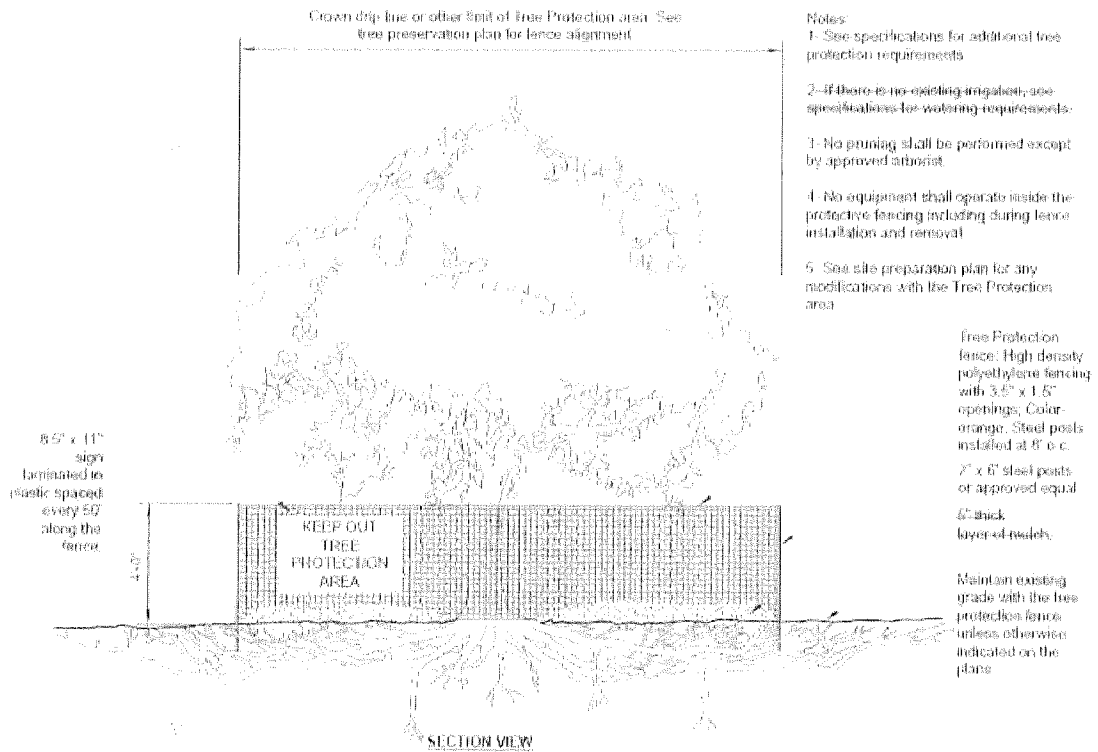 Crown drip line or other limit of Tree Protection area. See
tree preservation plan for fence alignment
Notes
1- See specifications for additional tree
protection requirements
2- If there is no existing irrigation, see
specifications for watering requirements.
3- No pruning shall be performed except
by approved arborist
4- No equipment shall operate inside the
protective fencing including during fence
installation and removal
5- See site preparation plan for any
modifications with the Tree Protection
area
Tree Protection
fence: High density
polyethylene fencing
with 3.5" x 1.5"
openings; Color-
orange. Steel posts
installed at 8' o.c.
2" x 6' steel posts
or approved equal
5" thick
layer of mulch.
Maintain existing
grade with the tree
protection fence
unless otherwise
indicated on the
plans
8.5" x 11"
sign
laminated in
plastic spaced
every 50'
along the
fence.
4'-0"
KEEP OUT
TREE
PROTECTION
AREA
SECTION VIEW